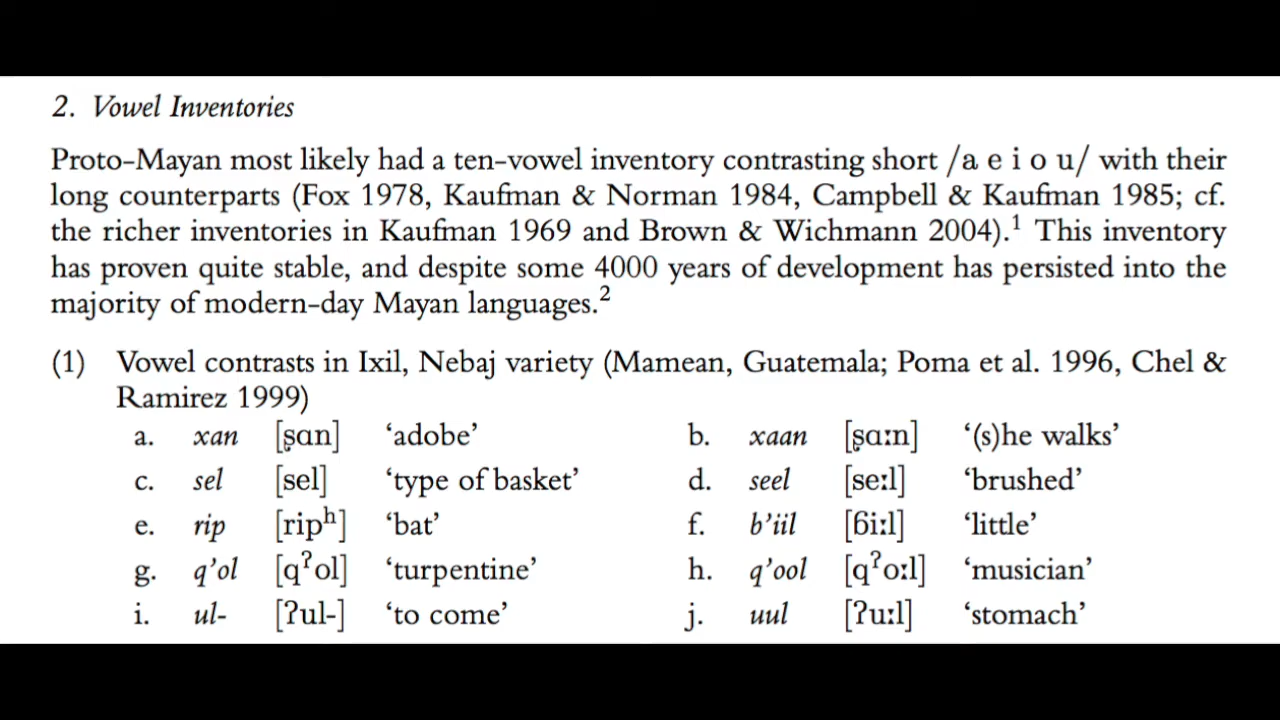 2. Vowel Inventories
Proto-Mayan most likely had a ten-vowel inventory contrasting short /a e i o u/ with their
long counterparts (Fox 1978, Kaufman & Norman 1984, Campbell & Kaufman 1985; cf.
the richer inventories in Kaufman 1969 and Brown & Wichmann 2004).¹ This inventory
has proven quite stable, and despite some 4000 years of development has persisted into the
majority of modern-day Mayan languages.²
(1) Vowel contrasts in Ixil, Nebaj variety (Mamean, Guatemala; Poma et al. 1996, Chel &
Ramirez 1999)
a. xan [ʂɑn] ‘adobe’ b. xaan [ʂɑːn] ‘(s)he walks’
c. sel [sel] ‘type of basket’ d. seel [seːl] ‘brushed’
e. rip [ripʰ] ‘bat’ f. b’iil [ɓiːl] ‘little’
g. q’ol [qˀol] ‘turpentine’ h. q’ool [qˀoːl] ‘musician’
i. ul- [ʔul-] ‘to come’ j. uul [ʔuːl] ‘stomach’